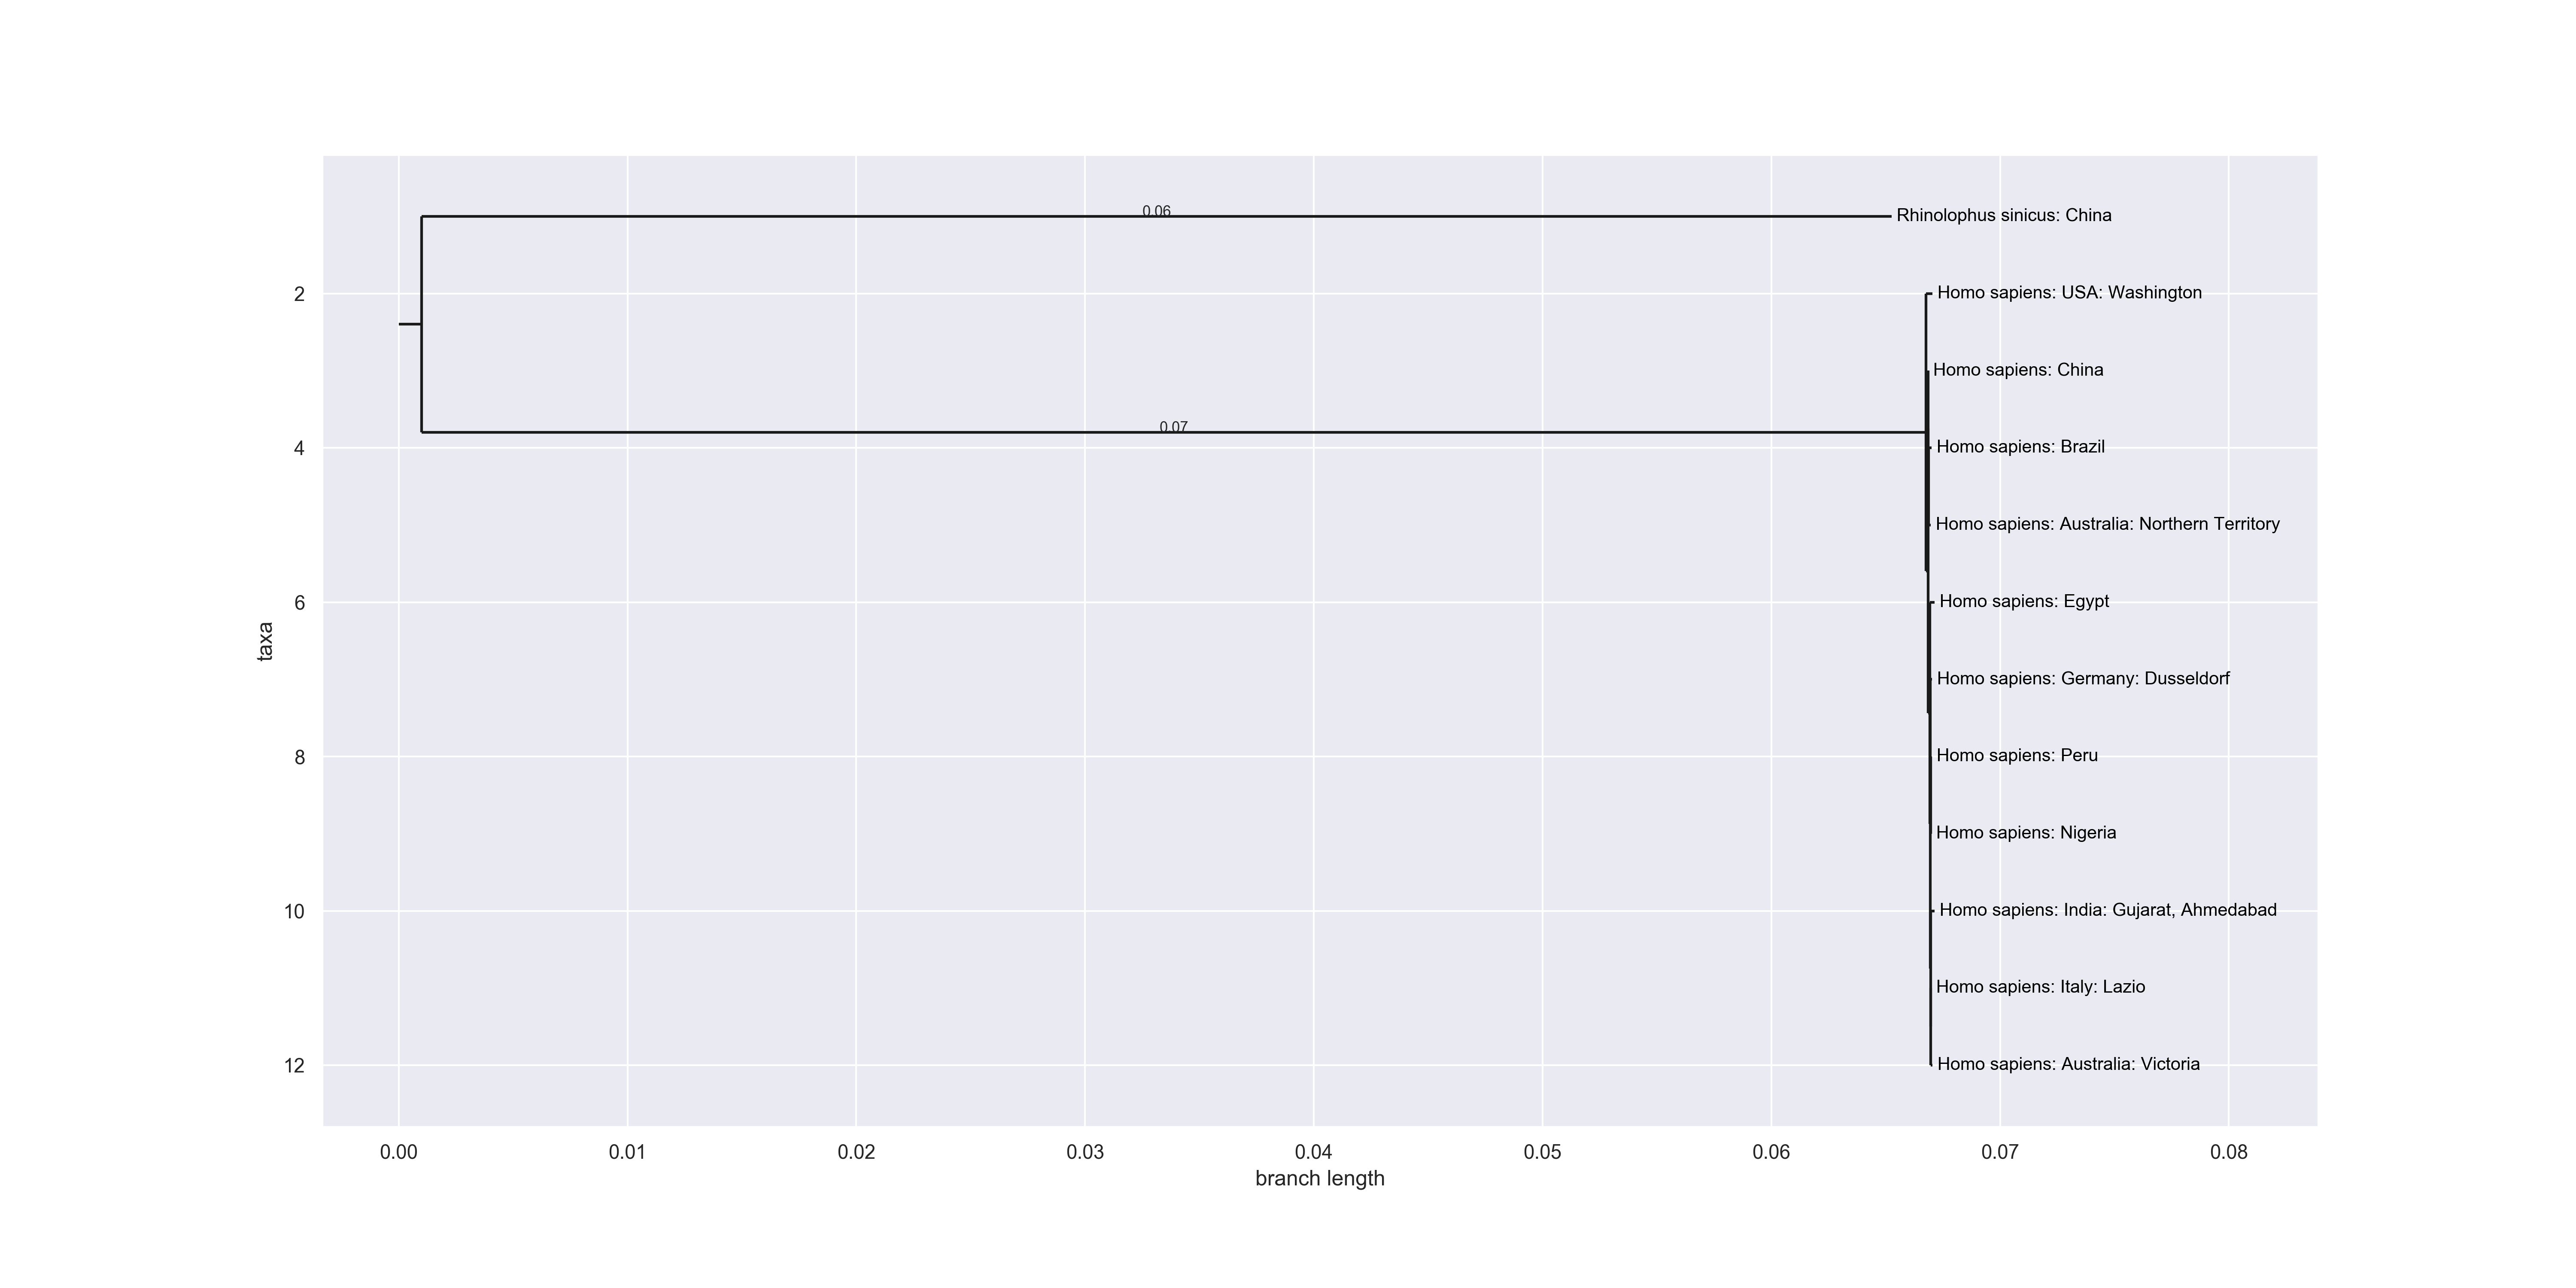 0.06
Rhinolophus sinicus: China
2
Homo sapiens: USA: Washington
Homo sapiens: China
0.07
4
Homo sapiens: Brazil
Homo sapiens: Australia: Northern Territory
6
Homo sapiens: Egypt
taxa
Homo sapiens: Germany: Dusseldorf
8
Homo sapiens: Peru
Homo sapiens: Nigeria
10
Homo sapiens: India: Gujarat, Ahmedabad
Homo sapiens: Italy: Lazio
12
Homo sapiens: Australia: Victoria
0.00 0.01 0.02 0.03 0.04 0.05 0.06 0.07 0.08
branch length